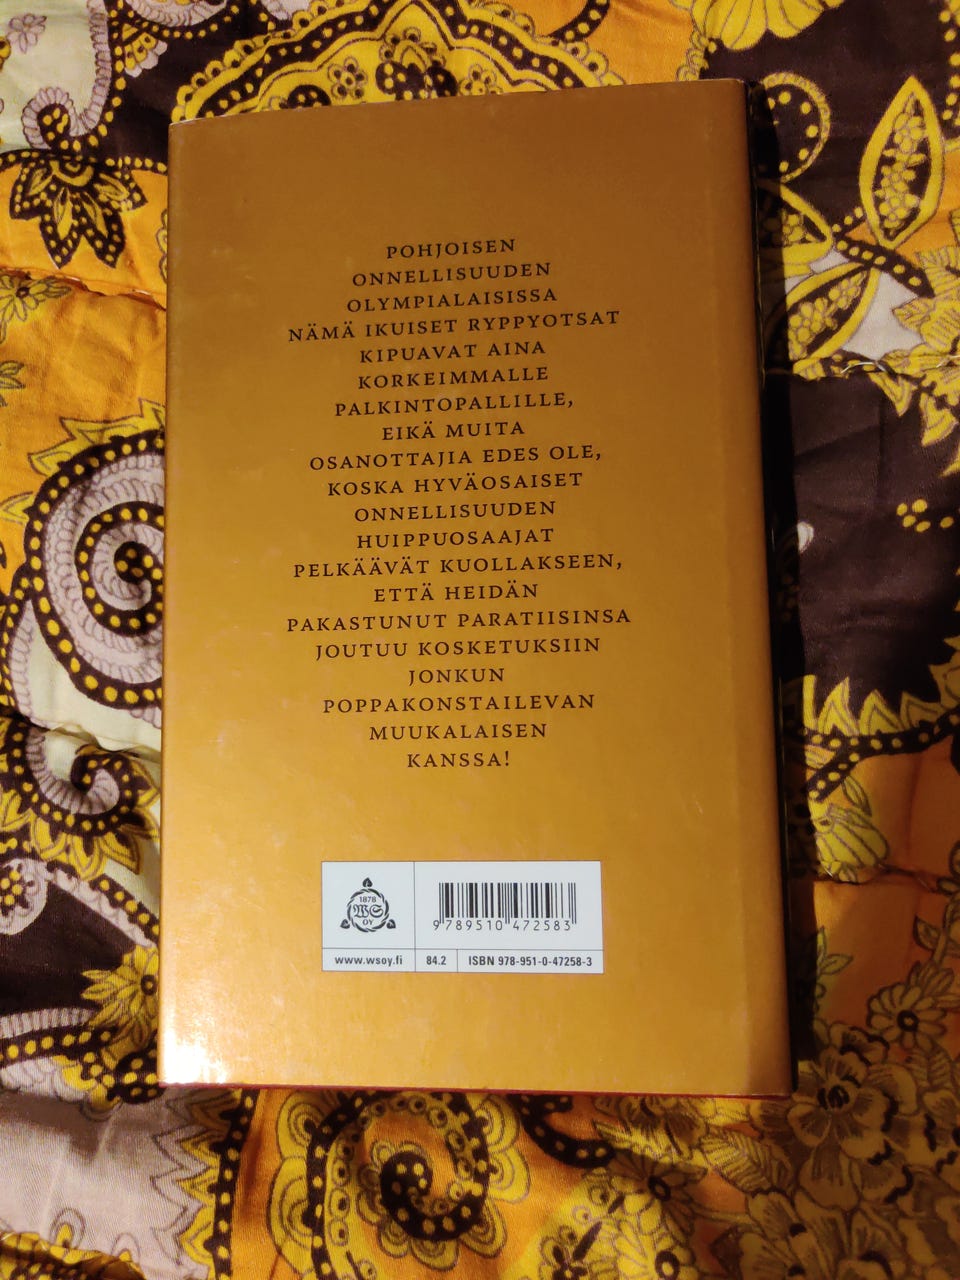 POHJOISEN
ONNELLISUUDEN
OLYMPIALAISISSA
NÄMÄ IKUISET RYPPYOTSAT
KIPUAVAT AINA
KORKEIMMALLE
PALKINTOPALLILLE,
EIKÄ MUITA
OSANOTTAJIA EDES OLE,
KOSKA HYVÄOSAISET
ONNELLISUUDEN
HUIPPUOSAAJAT
PELKÄÄVÄT KUOLLAKSEEN,
ETTÄ HEIDÄN
PAKASTUNUT PARATIISINSA
JOUTUU KOSKETUKSIIN
JONKUN
POPPAKONSTAILEVAN
MUUKALAISEN
KANSSA!
1878
WS
OY
9 789510 472583
www.wsoy.fi 84.2 ISBN 978-951-0-47258-3